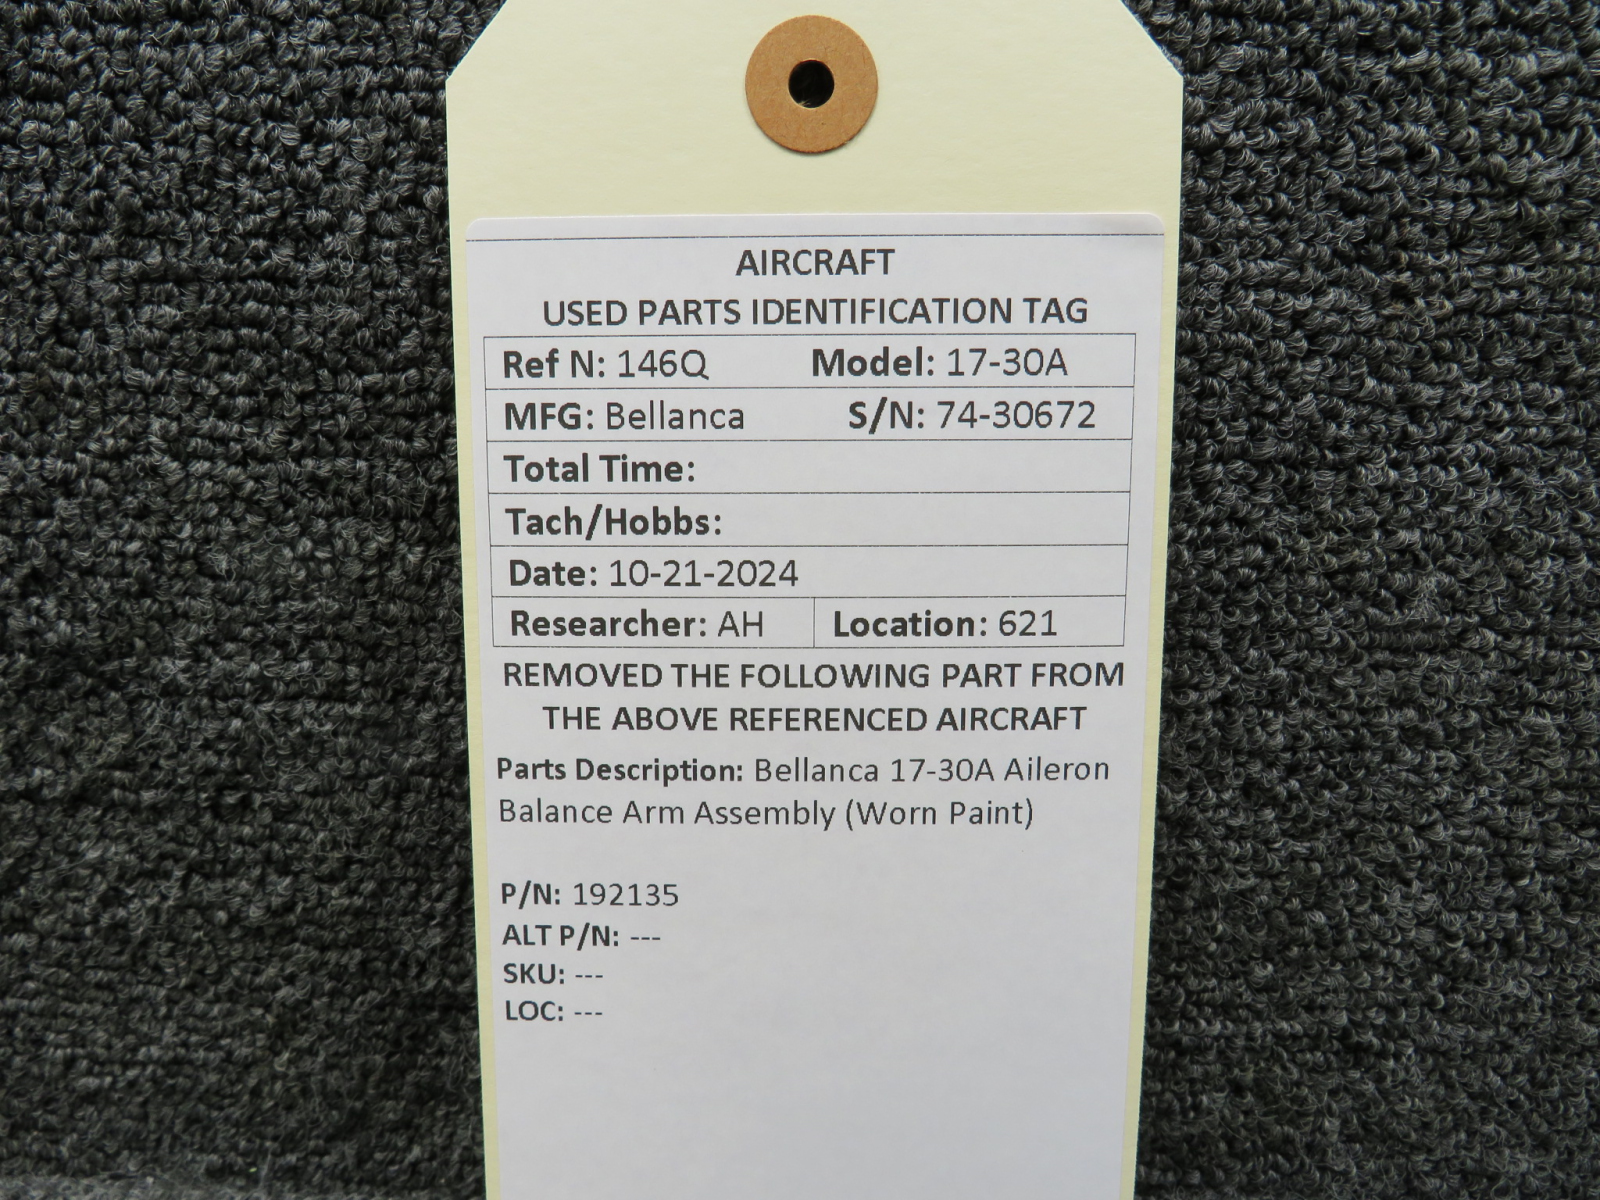 AIRCRAFT
USED PARTS IDENTIFICATION TAG
Ref N: 146Q Model: 17-30A
MFG: Bellanca S/N: 74-30672
Total Time:
Tach/Hobbs:
Date: 10-21-2024
Researcher: AH Location: 621
REMOVED THE FOLLOWING PART FROM
THE ABOVE REFERENCED AIRCRAFT
Parts Description: Bellanca 17-30A Aileron
Balance Arm Assembly (Worn Paint)
P/N: 192135
ALT P/N: ---
SKU: ---
LOC: ---